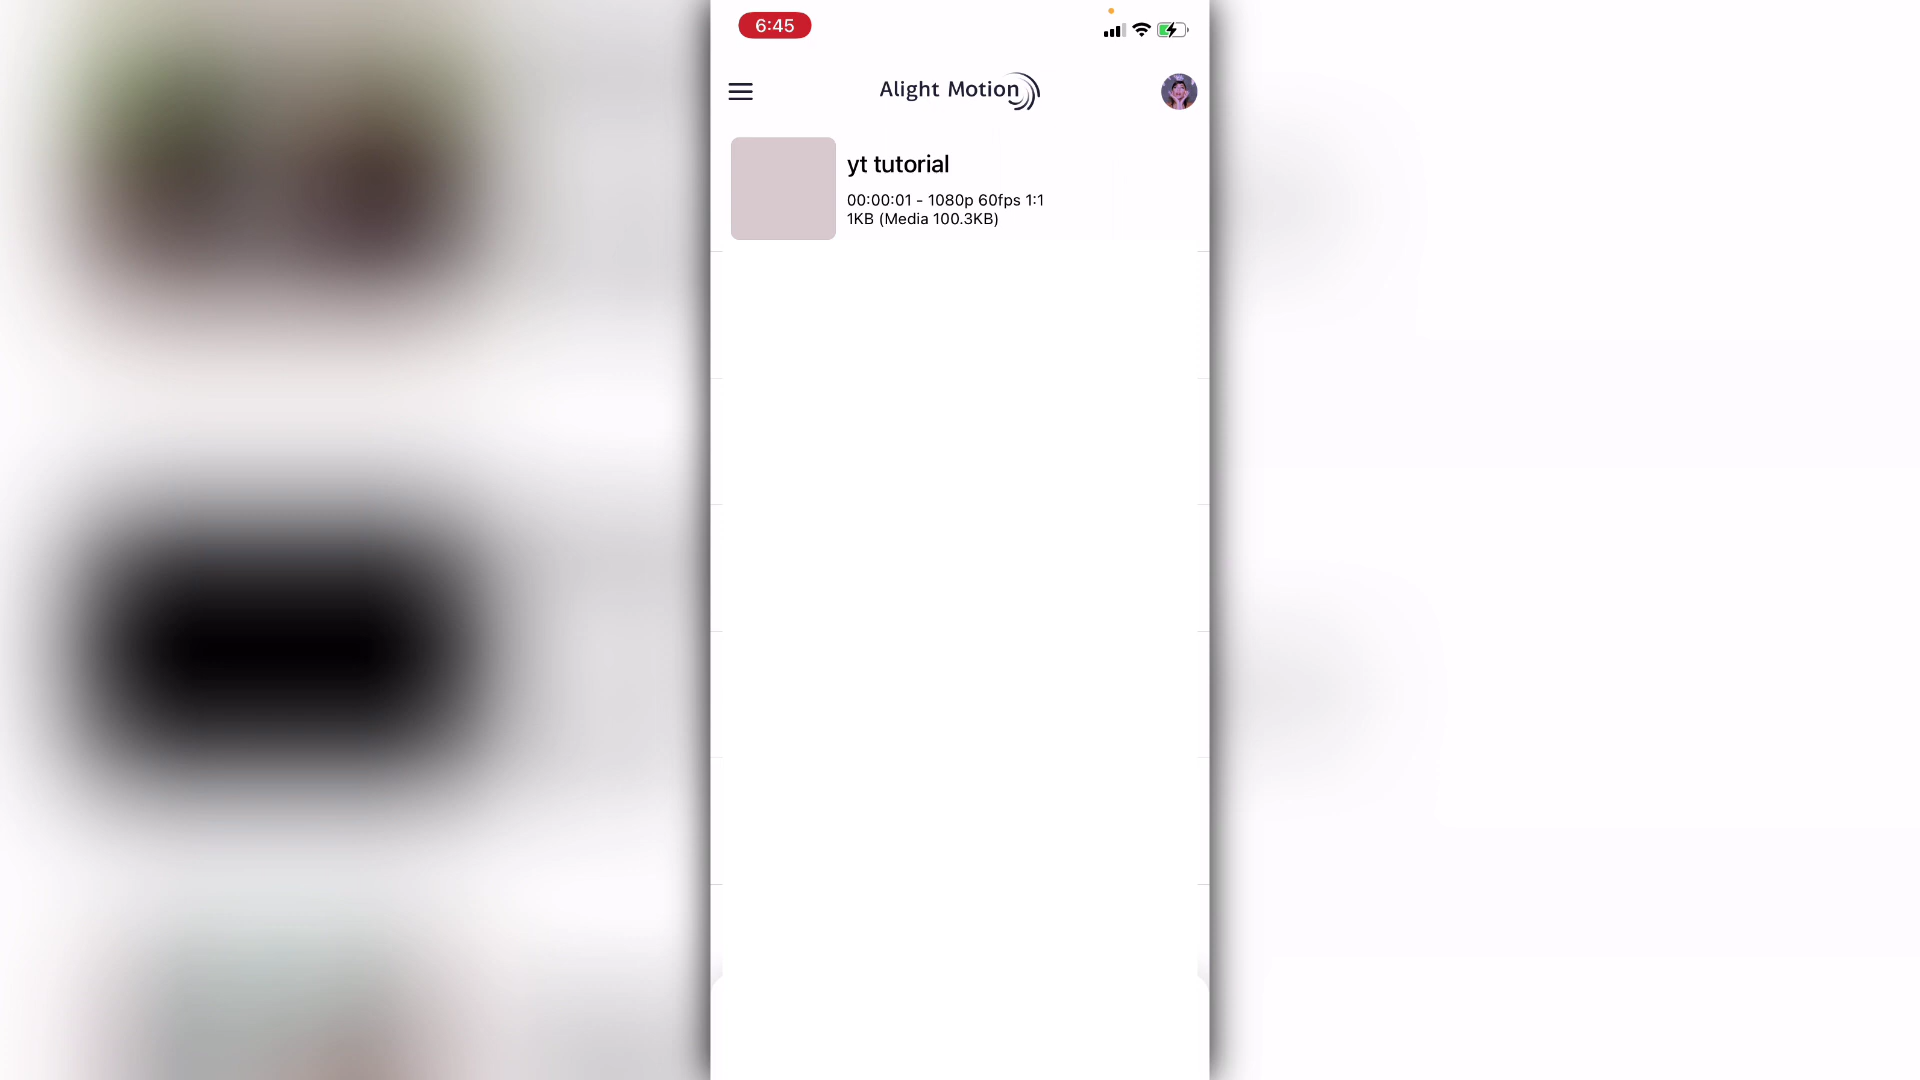 6:45
Alight Motion
yt tutorial
00:00:01 - 1080p 60fps 1:1
1KB (Media 100.3KB)